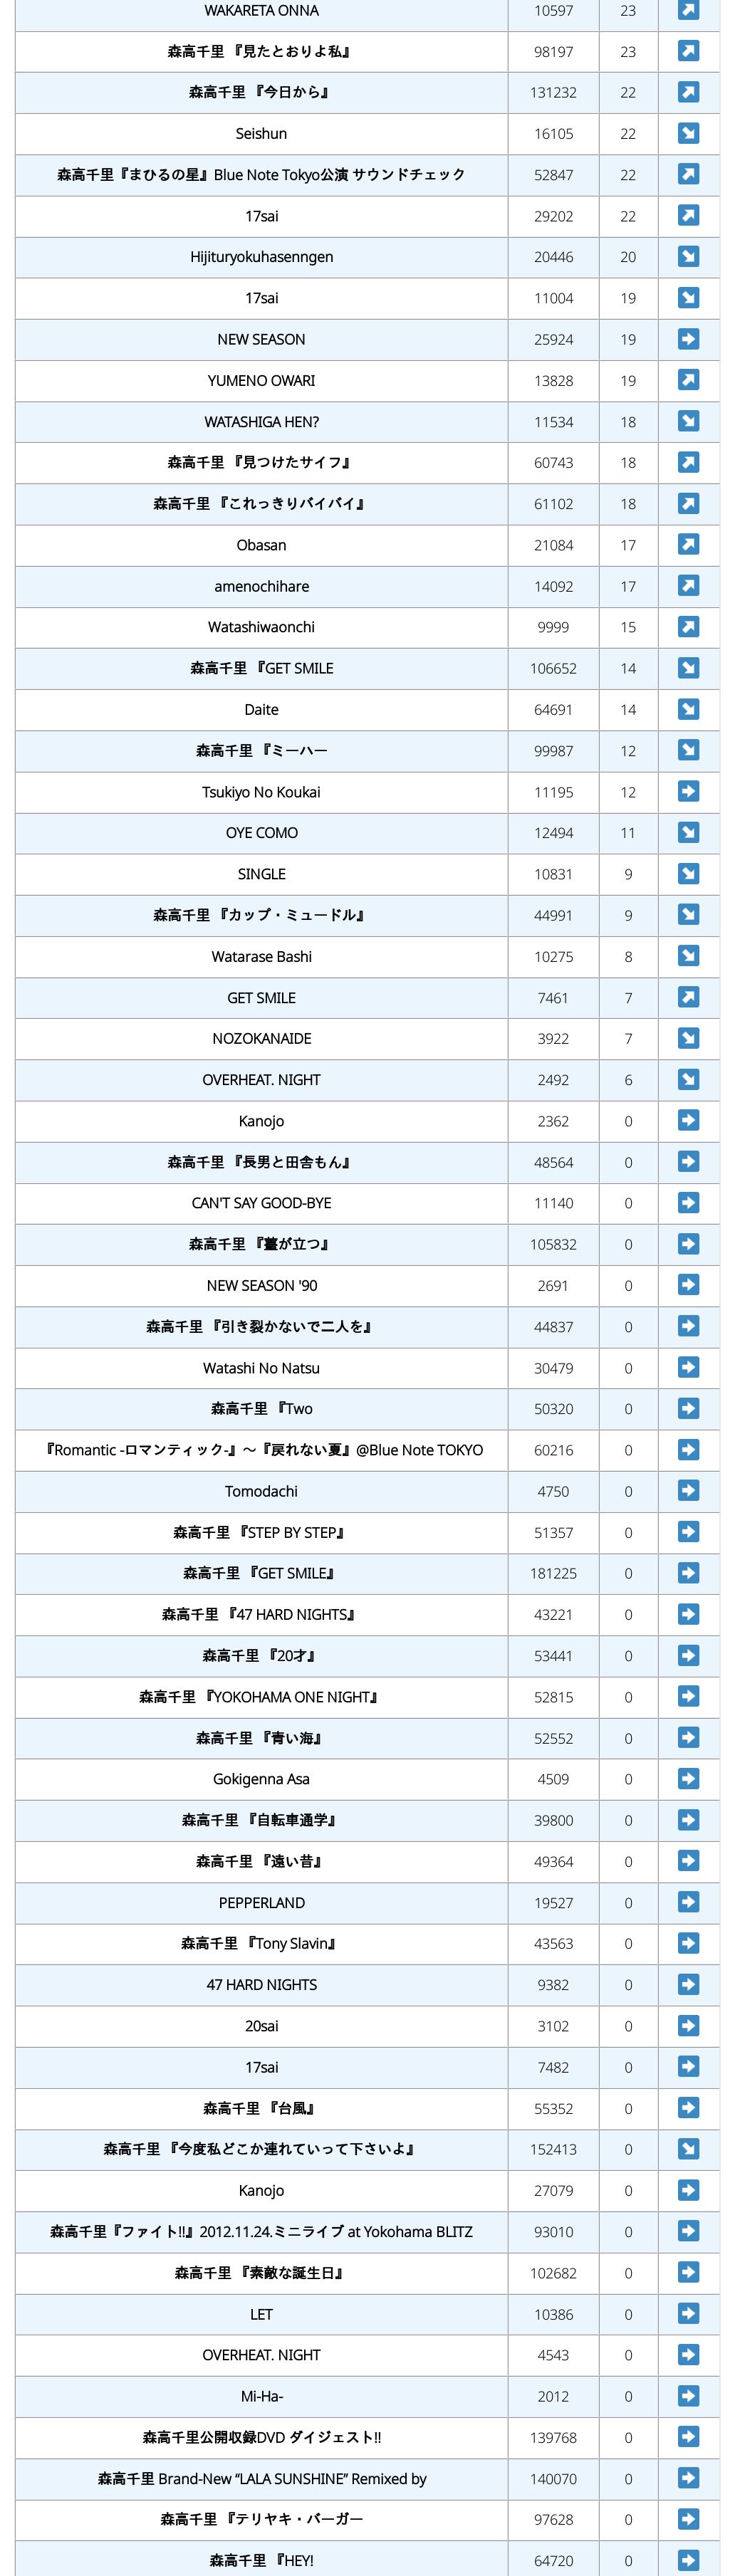 WAKARETA ONNA 10597 23
森高千里 『見たとおりよ私』 98197 23
森高千里 『今日から』 131232 22
Seishun 16105 22
森高千里『まひるの星』Blue Note Tokyo公演 サウンドチェック 52847 22
17sai 29202 22
Hijituryokuhasenngen 20446 20
17sai 11004 19
NEW SEASON 25924 19
YUMENO OWARI 13828 19
WATASHIGA HEN? 11534 18
森高千里 『見つけたサイフ』 60743 18
森高千里 『これっきりバイバイ』 61102 18
Obasan 21084 17
amenochihare 14092 17
Watashiwaonchi 9999 15
森高千里 『GET SMILE 106652 14
Daite 64691 14
森高千里 『ミーハー 99987 12
Tsukiyo No Koukai 11195 12
OYE COMO 12494 11
SINGLE 10831 9
森高千里 『カップ・ミュードル』 44991 9
Watarase Bashi 10275 8
GET SMILE 7461 7
NOZOKANAIDE 3922 7
OVERHEAT. NIGHT 2492 6
Kanojo 2362 0
森高千里 『長男と田舎もん』 48564 0
CAN'T SAY GOOD-BYE 11140 0
森高千里 『薹が立つ』 105832 0
NEW SEASON '90 2691 0
森高千里 『引き裂かないで二人を』 44837 0
Watashi No Natsu 30479 0
森高千里 『Two 50320 0
『Romantic -ロマンティック-』～『戻れない夏』@Blue Note TOKYO 60216 0
Tomodachi 4750 0
森高千里 『STEP BY STEP』 51357 0
森高千里 『GET SMILE』 181225 0
森高千里 『47 HARD NIGHTS』 43221 0
森高千里 『20才』 53441 0
森高千里 『YOKOHAMA ONE NIGHT』 52815 0
森高千里 『青い海』 52552 0
Gokigenna Asa 4509 0
森高千里 『自転車通学』 39800 0
森高千里 『遠い昔』 49364 0
PEPPERLAND 19527 0
森高千里 『Tony Slavin』 43563 0
47 HARD NIGHTS 9382 0
20sai 3102 0
17sai 7482 0
森高千里 『台風』 55352 0
森高千里 『今度私どこか連れていって下さいよ』 152413 0
Kanojo 27079 0
森高千里『ファイト!!』2012.11.24.ミニライブ at Yokohama BLITZ 93010 0
森高千里 『素敵な誕生日』 102682 0
LET 10386 0
OVERHEAT. NIGHT 4543 0
Mi-Ha- 2012 0
森高千里公開収録DVD ダイジェスト!! 139768 0
森高千里 Brand-New “LALA SUNSHINE” Remixed by 140070 0
森高千里 『テリヤキ・バーガー 97628 0
森高千里 『HEY! 64720 0